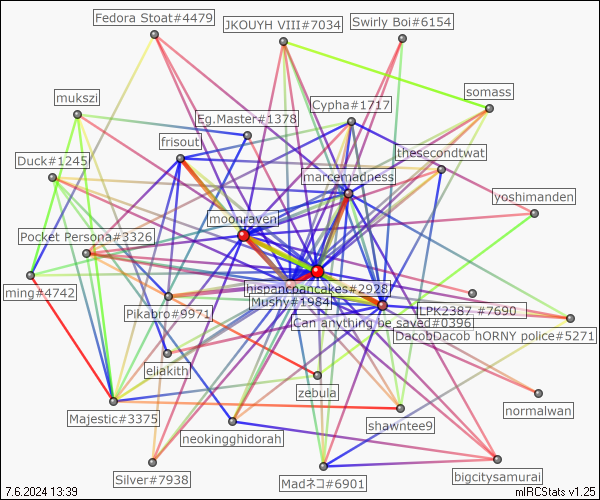 Fedora Stoat#4479
JKOUYH VIII#7034
Swirly Boi#6154
mukszi
somass
Eg.Master#1378
Cypha#1717
frisout
thesecondtwat
Duck#1245
marcemadness
yoshimanden
moonraven
Pocket Persona#3326
ming#4742
hispancpancakes#2928
Mushy#1984
LPK2387 #7690
Pikabro#9971
Can anything be saved#0396
DacobDacob hORNY police#5271
eliakith
zebula
normalwan
Majestic#3375
shawntee9
neokingghidorah
Silver#7938
Madネコ#6901
bigcitysamurai
7.6.2024 13:39
mIRCStats v1.25